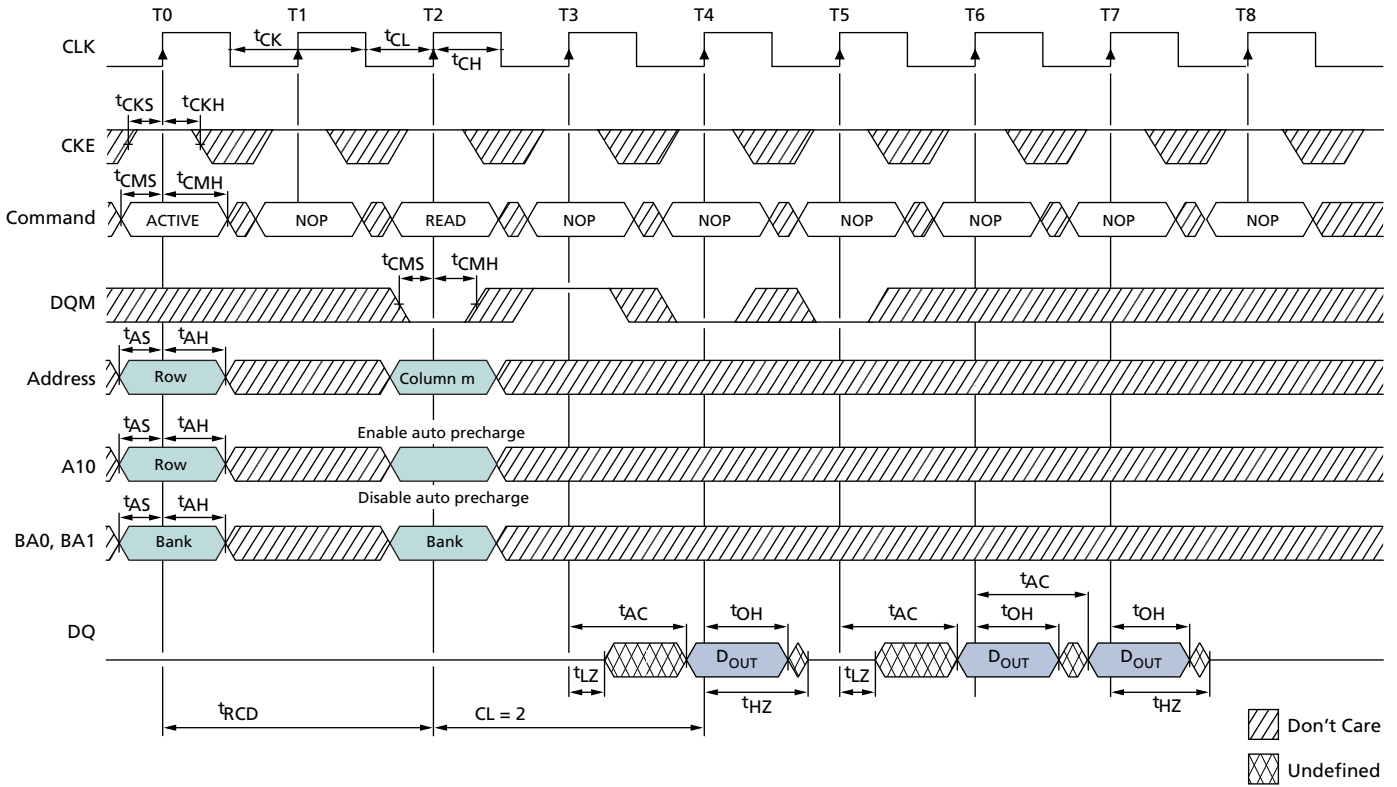 T0 T1 T2 T3 T4 T5 T6 T7 T8
CLK tCK tCL tCH
tCKS tCKH
CKE
tCMS tCMH
Command ACTIVE NOP READ NOP NOP NOP NOP NOP NOP
tCMS tCMH
DQM
tAS tAH
Address Row Column m
tAS tAH Enable auto precharge
A10 Row
tAS tAH Disable auto precharge
BA0, BA1 Bank Bank
tAC
tAC tOH tAC tOH tOH
DQ
DOUT DOUT DOUT
tLZ tLZ
tHZ tHZ
tRCD CL = 2
Don't Care
Undefined